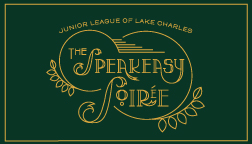 JUNIOR LEAGUE OF LAKE CHARLES
THE
SPEAKEASY
SOIRÉE